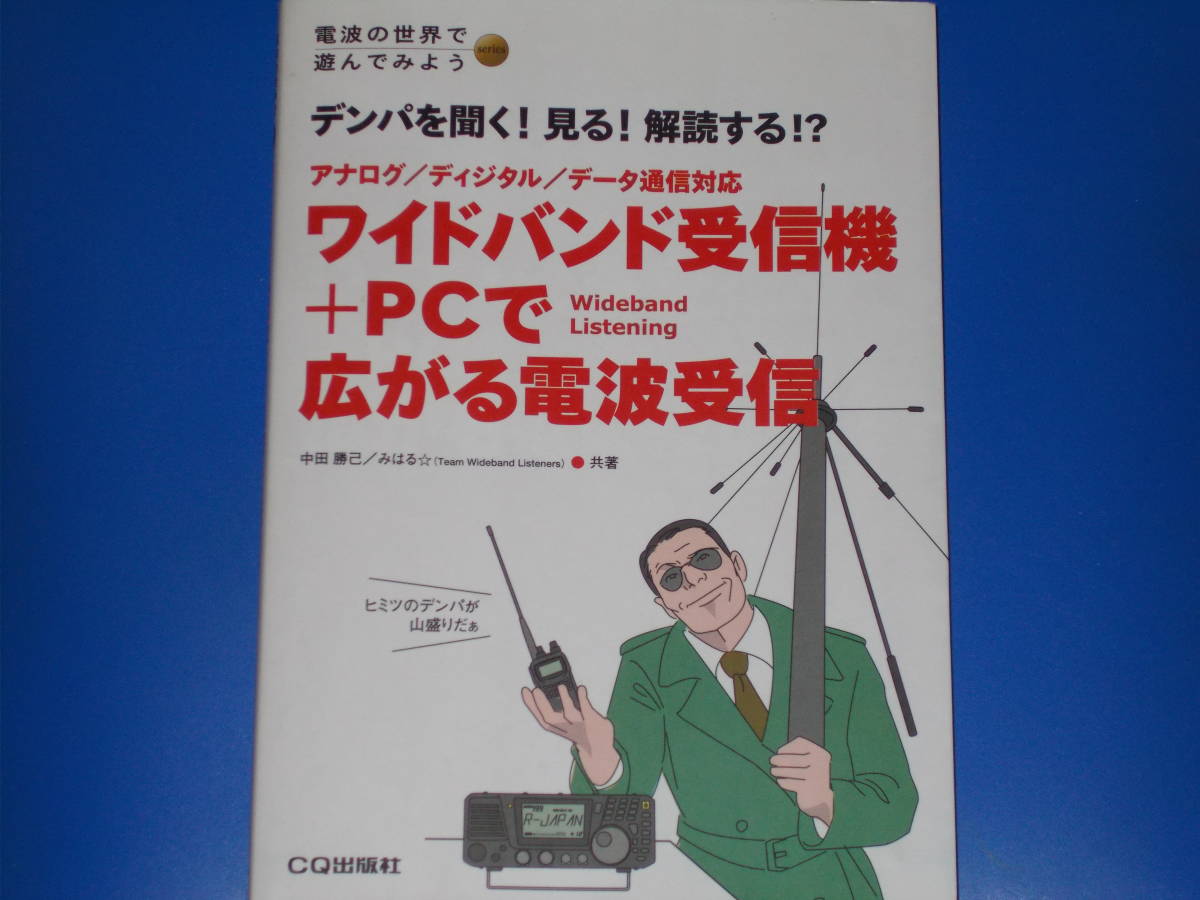 電波の世界で
遊んでみよう
series
デンパを聞く!見る!解読する!?
アナログ／ディジタル／データ通信対応
ワイドバンド受信機
+PCで
Wideband
Listening
広がる電波受信
中田 勝己／みはる☆(Team Wideband Listeners) ● 共著
ヒミツのデンパが
山盛りだぁ
R-JAPAN
CQ出版社